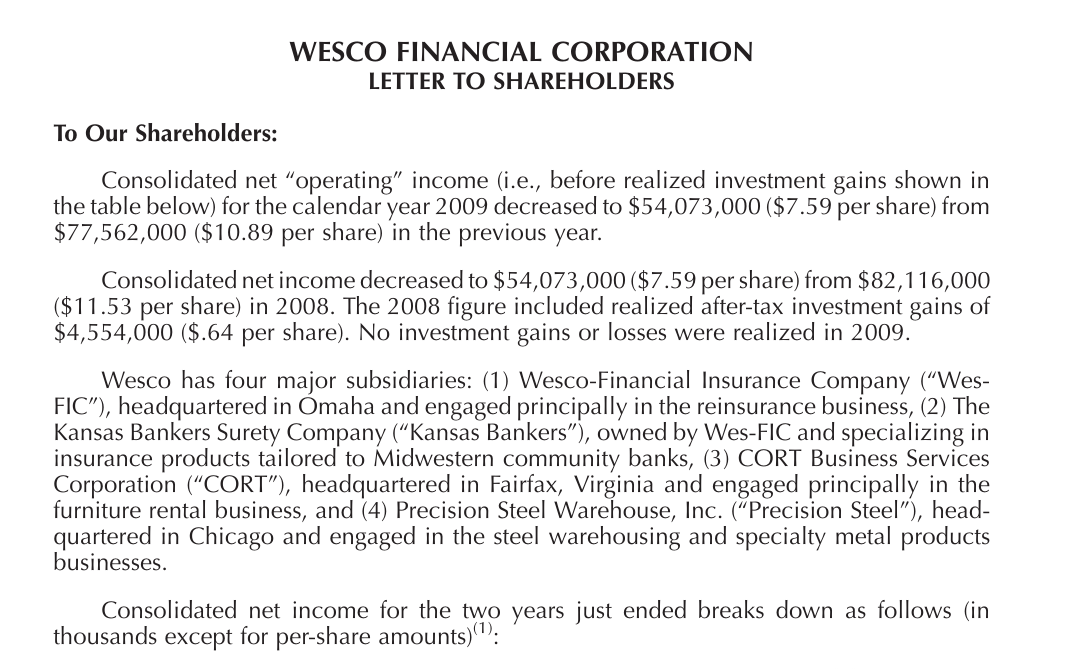 WESCO FINANCIAL CORPORATION
LETTER TO SHAREHOLDERS
To Our Shareholders:
Consolidated net “operating” income (i.e., before realized investment gains shown in
the table below) for the calendar year 2009 decreased to $54,073,000 ($7.59 per share) from
$77,562,000 ($10.89 per share) in the previous year.
Consolidated net income decreased to $54,073,000 ($7.59 per share) from $82,116,000
($11.53 per share) in 2008. The 2008 figure included realized after-tax investment gains of
$4,554,000 ($.64 per share). No investment gains or losses were realized in 2009.
Wesco has four major subsidiaries: (1) Wesco-Financial Insurance Company (“Wes-
FIC”), headquartered in Omaha and engaged principally in the reinsurance business, (2) The
Kansas Bankers Surety Company (“Kansas Bankers”), owned by Wes-FIC and specializing in
insurance products tailored to Midwestern community banks, (3) CORT Business Services
Corporation (“CORT”), headquartered in Fairfax, Virginia and engaged principally in the
furniture rental business, and (4) Precision Steel Warehouse, Inc. (“Precision Steel”), head-
quartered in Chicago and engaged in the steel warehousing and specialty metal products
businesses.
Consolidated net income for the two years just ended breaks down as follows (in
thousands except for per-share amounts)(1):